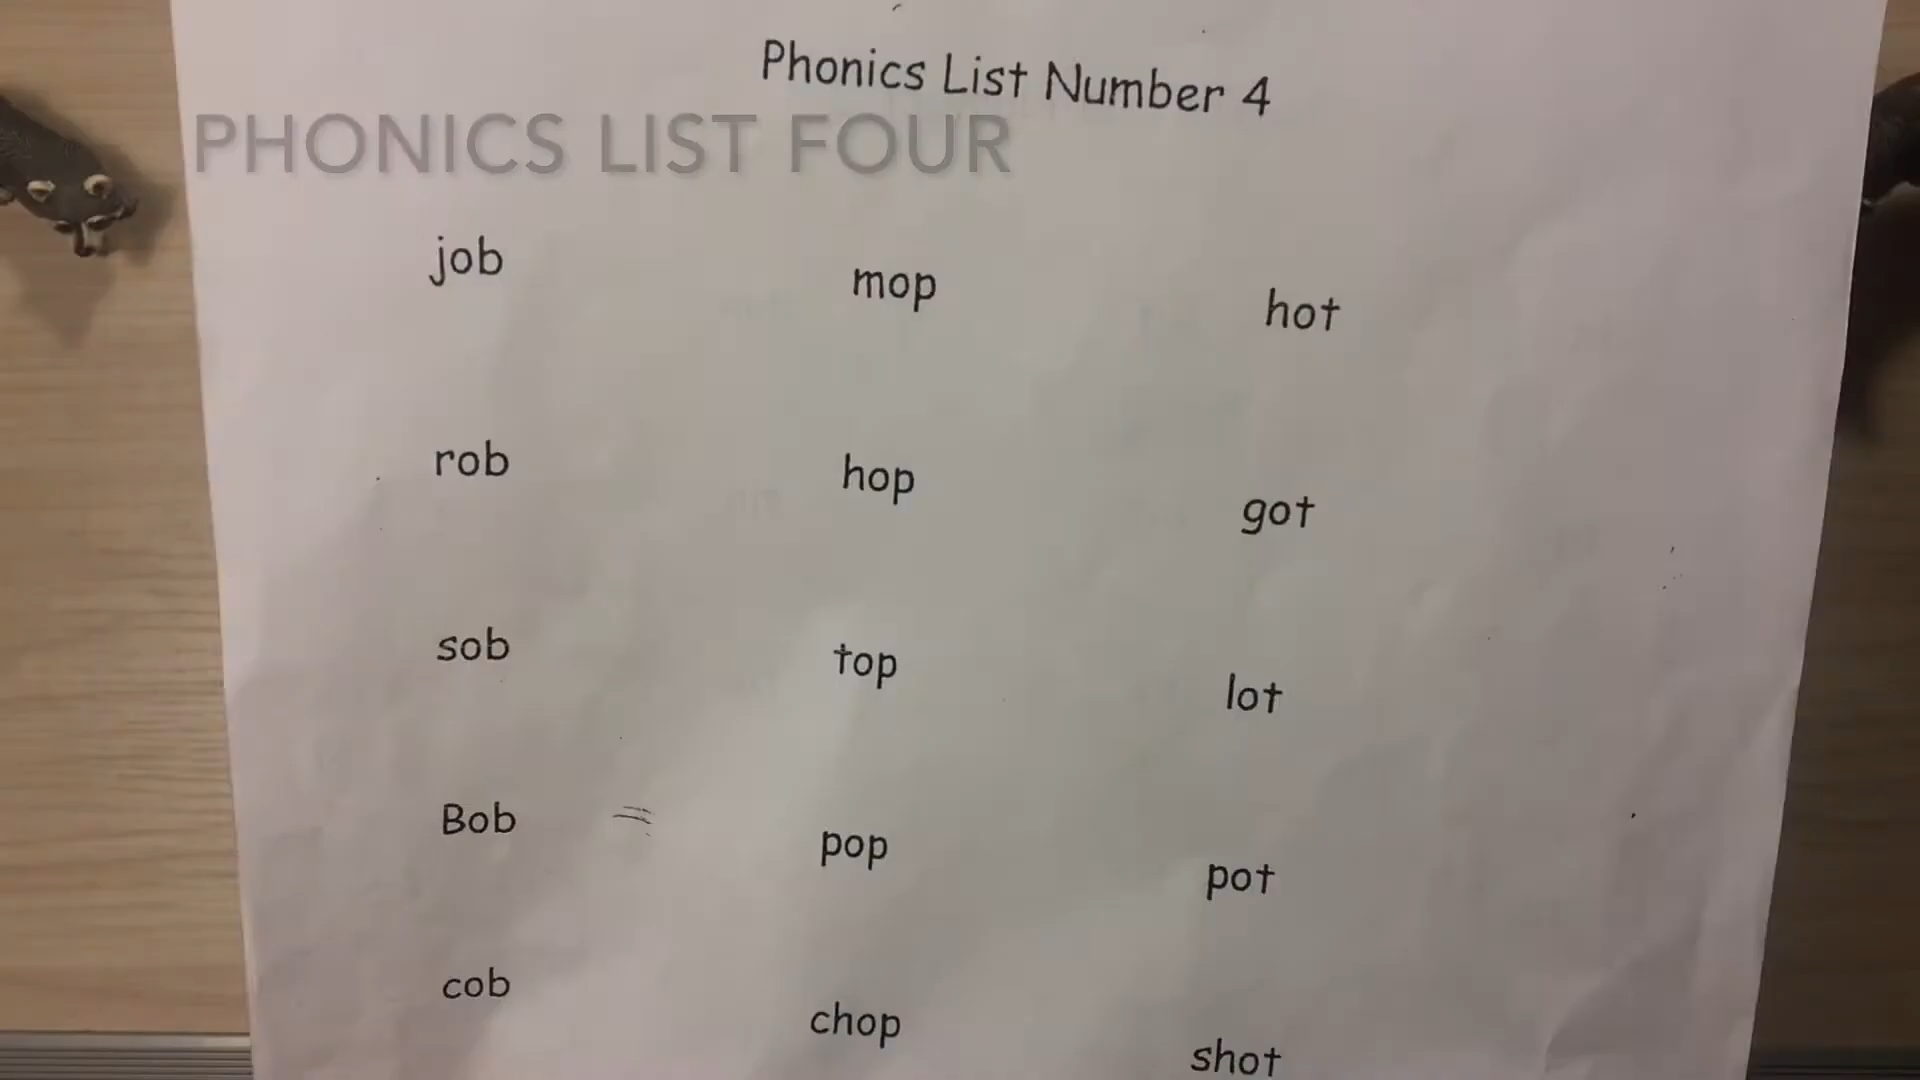 Phonics List Number 4
PHONICS LIST FOUR
job mop hot
rob hop got
sob top lot
Bob pop pot
cob chop shot